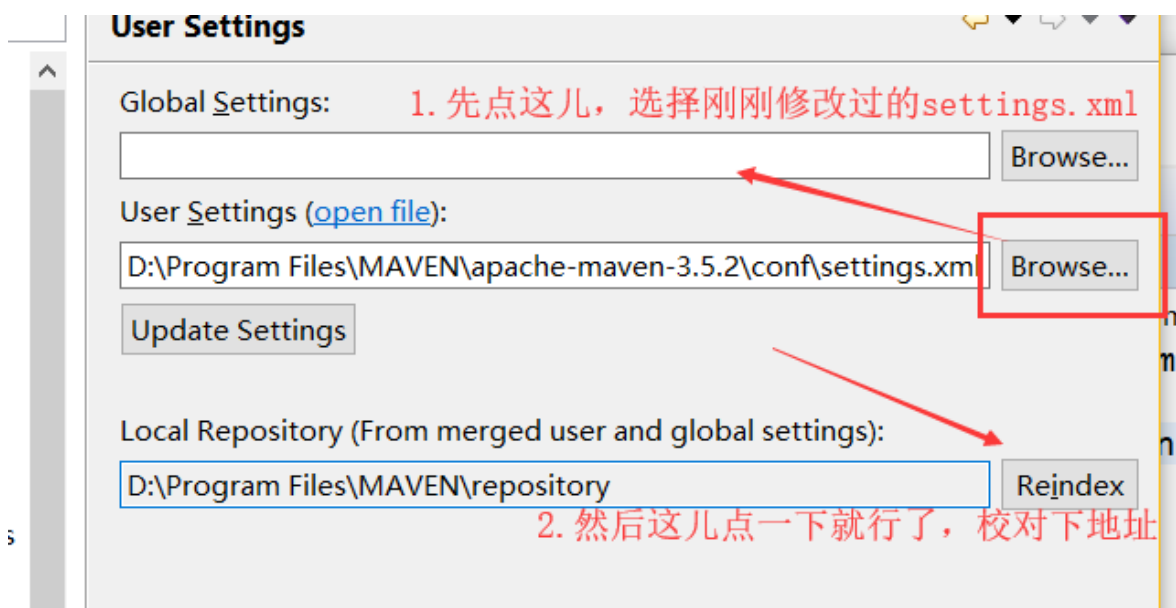 User Settings
Global Settings:
1.先点这儿，选择刚刚修改过的settings.xml
Browse...
User Settings (open file):
D:\Program Files\MAVEN\apache-maven-3.5.2\conf\settings.xml
Browse...
Update Settings
Local Repository (From merged user and global settings):
D:\Program Files\MAVEN\repository
Reindex
2.然后这儿点一下就行了，校对下地址